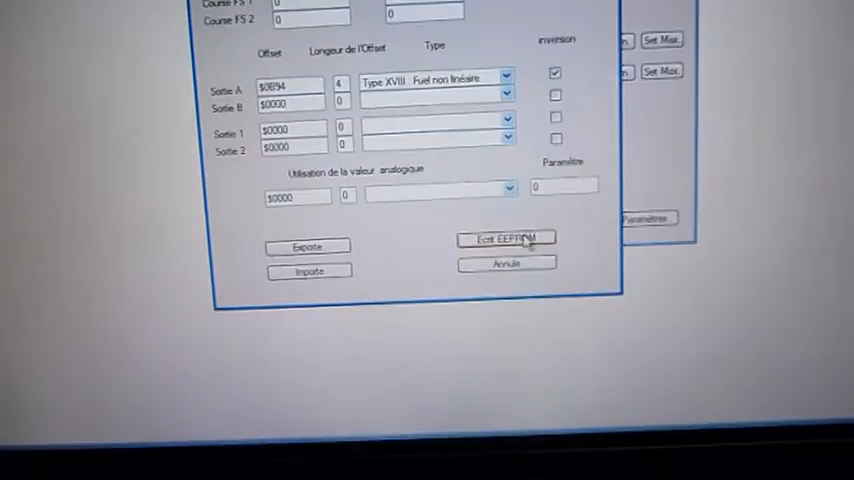 Course FS 1 0
Course FS 2 0 0
Offset Longeur de l'Offset Type inversion
Sortie A $0B94 4 Type XVIII : Fuel non linéaire
Sortie B $0000 0
Sortie 1 $0000 0
Sortie 2 $0000 0
Utilisation de la valeur analogique Paramètre
$0000 0 0
Exporte Ecrit EEPROM
Importe Annule
n Set Max
n Set Max
Paramètres